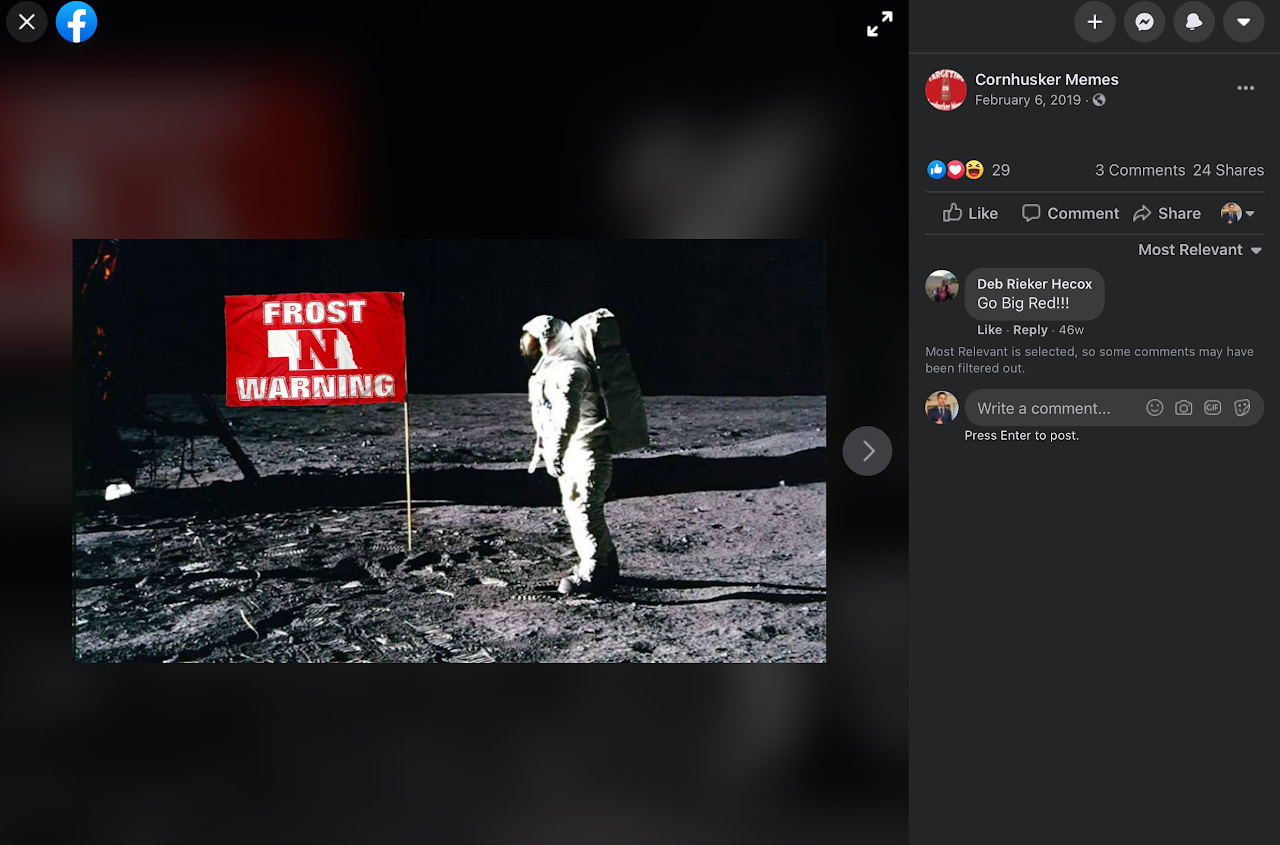 Cornhusker Memes
February 6, 2019 ·
29
3 Comments 24 Shares
Like Comment Share
Most Relevant
Deb Rieker Hecox
Go Big Red!!!
Like · Reply · 46w
Most Relevant is selected, so some comments may have
been filtered out.
Write a comment...
GIF
Press Enter to post.
FROST
N
WARNING